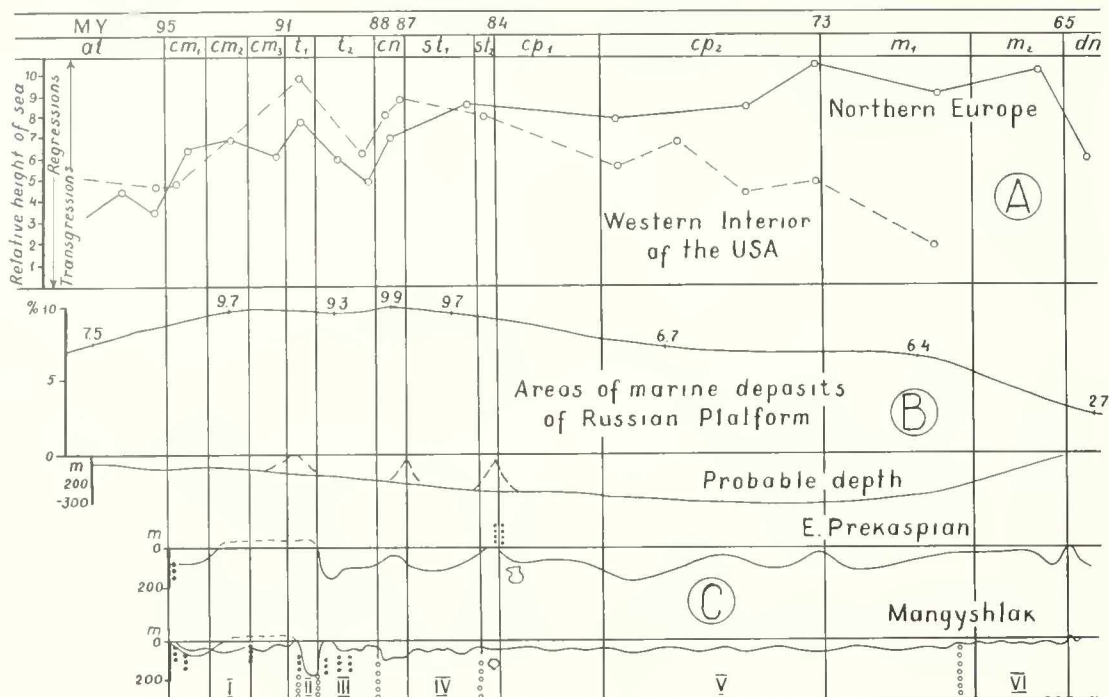 MY 95 91 88 87 84 73 65
al cm₁ cm₂ cm₃ t₁ t₂ cn st₁ st₂ cp₁ cp₂ m₁ m₂ dn
Relative height of sea
Transgressions Regressions
10
9
8
7
6
5
4
3
2
1
Northern Europe
A
Western Interior
of the USA
% 10
5
0
7.5 9.7 9.3 9.9 9.7 6.7 6.4 2.7
Areas of marine deposits
of Russian Platform
B
m
200
-300
Probable depth
E. Prekaspian
m
0
200
C
Mangyshlak
m
0
200
I II III IV V VI